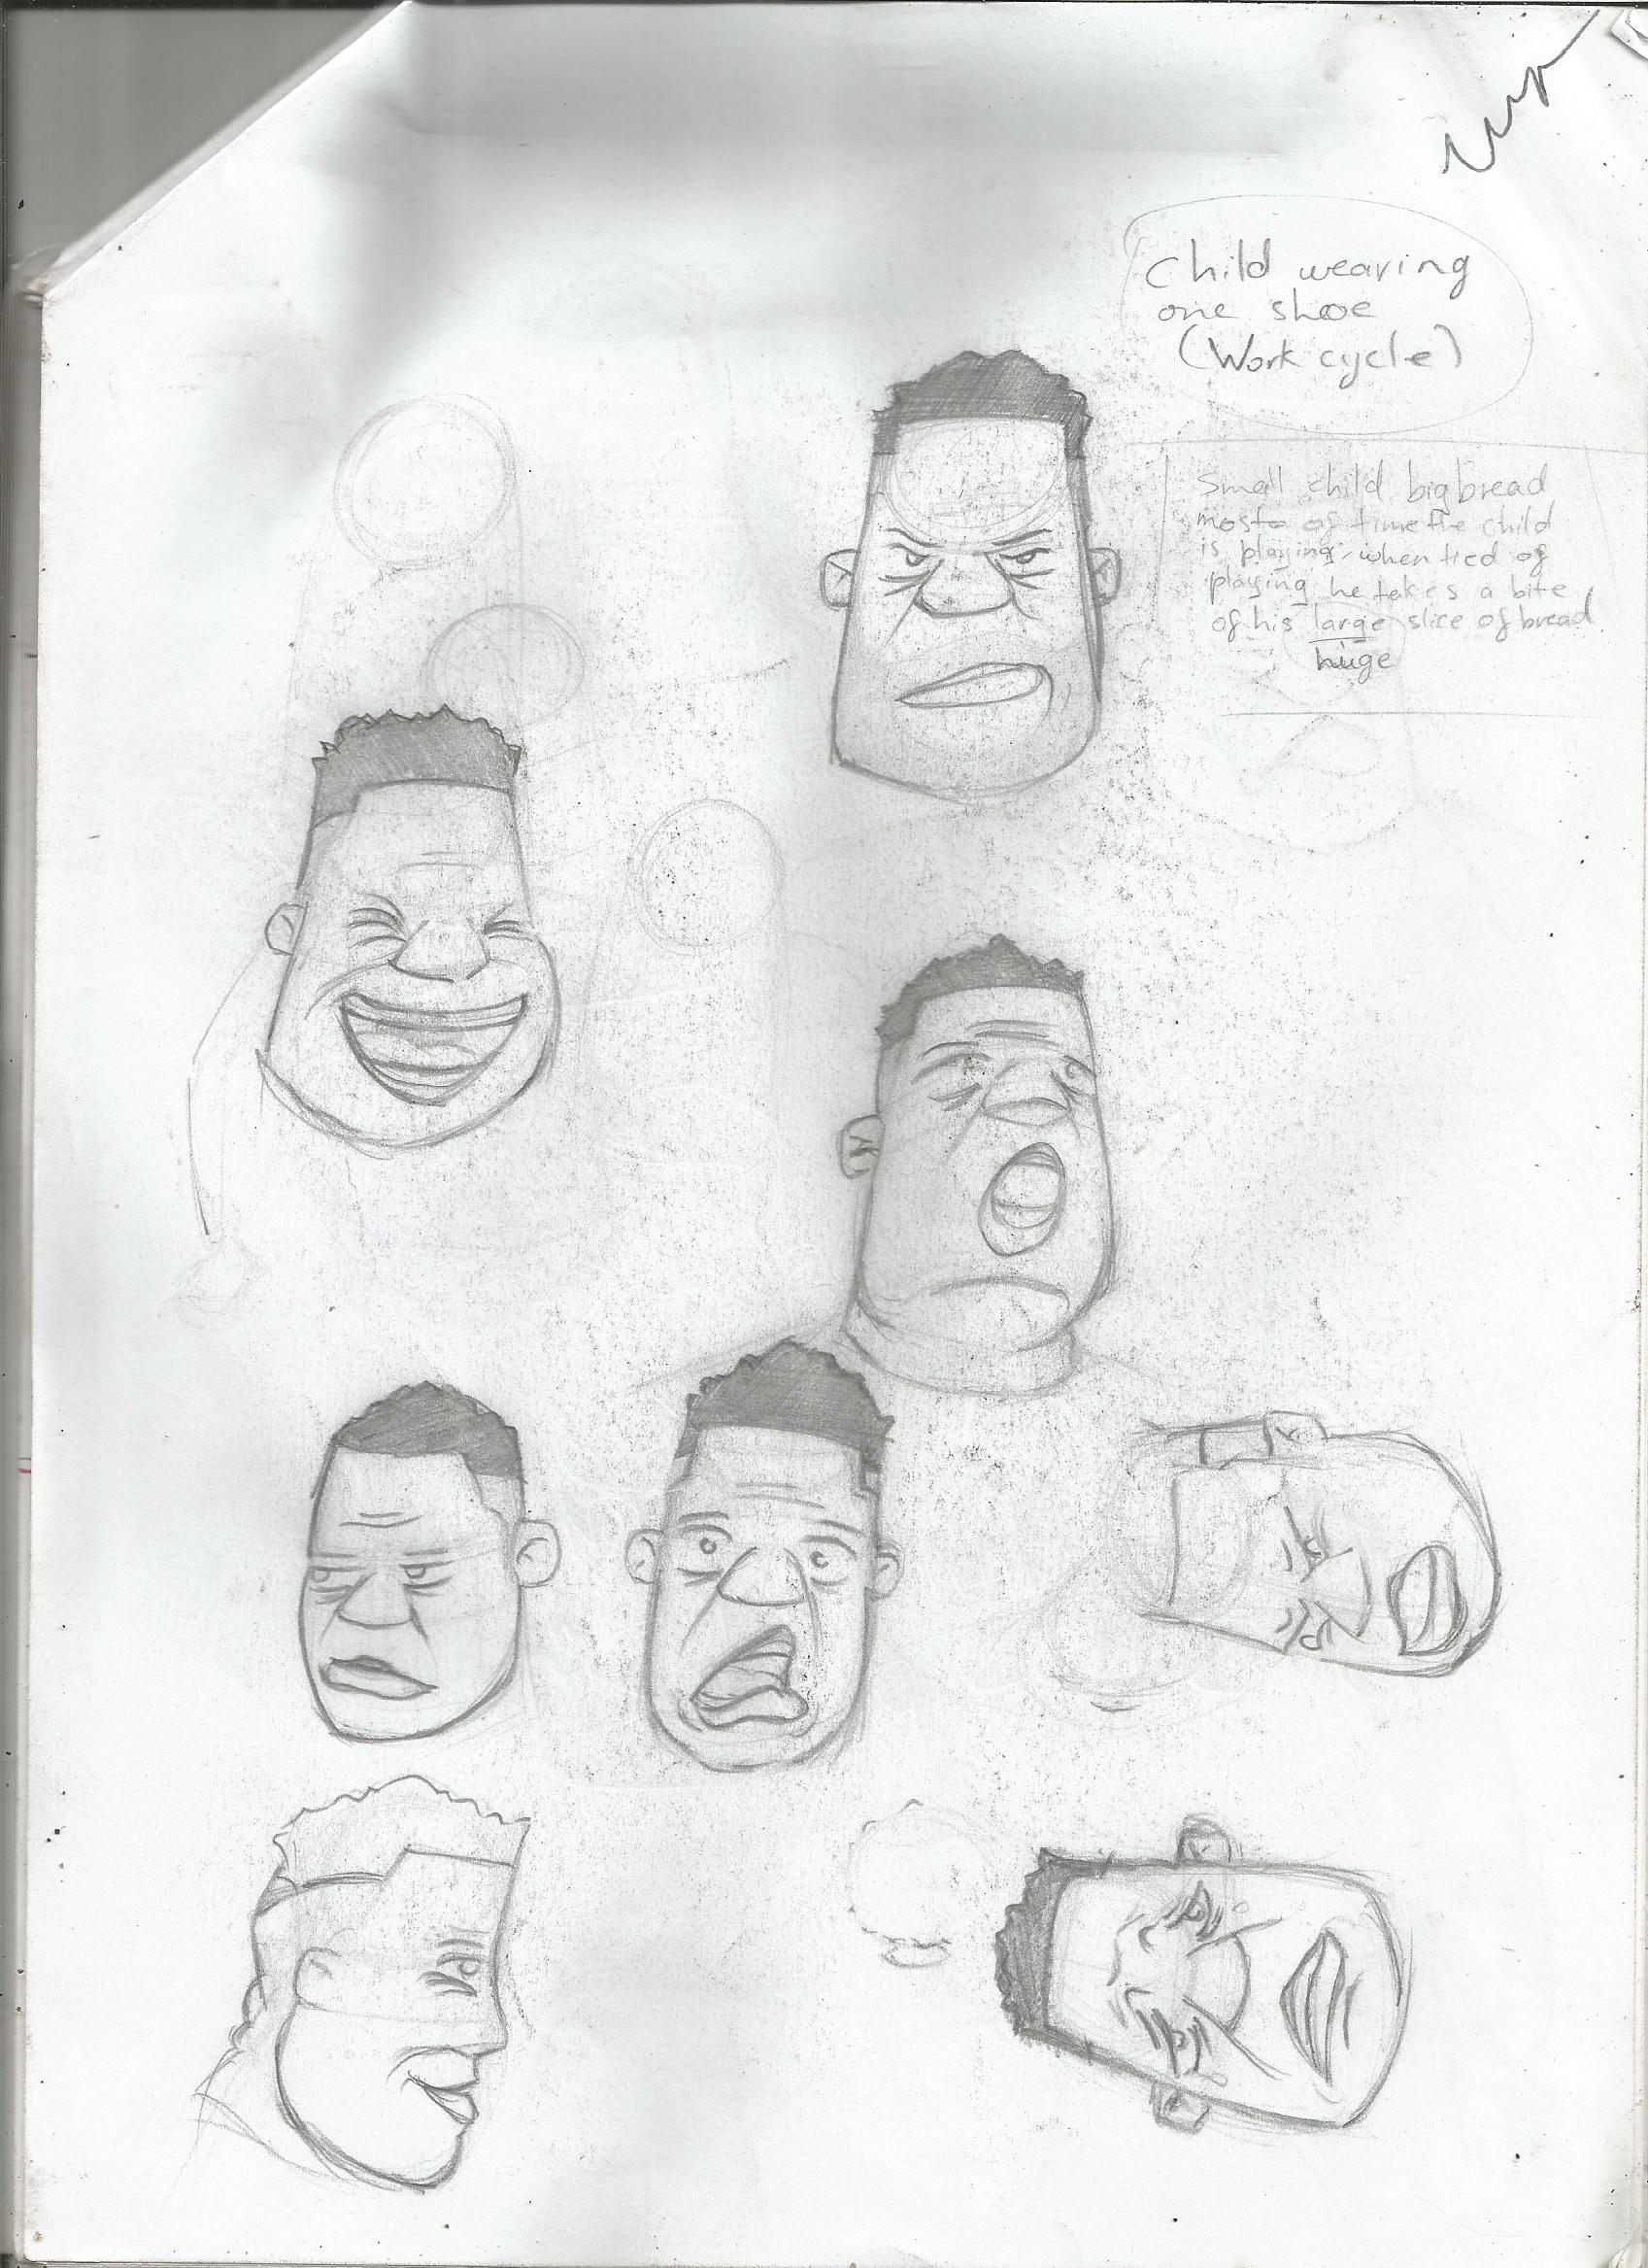 child wearing
one shoe
(Work cycle)
Small child big bread
mosto of time the child
is playing, when tied of
playing he takes a bite
of his large slice of bread
huge